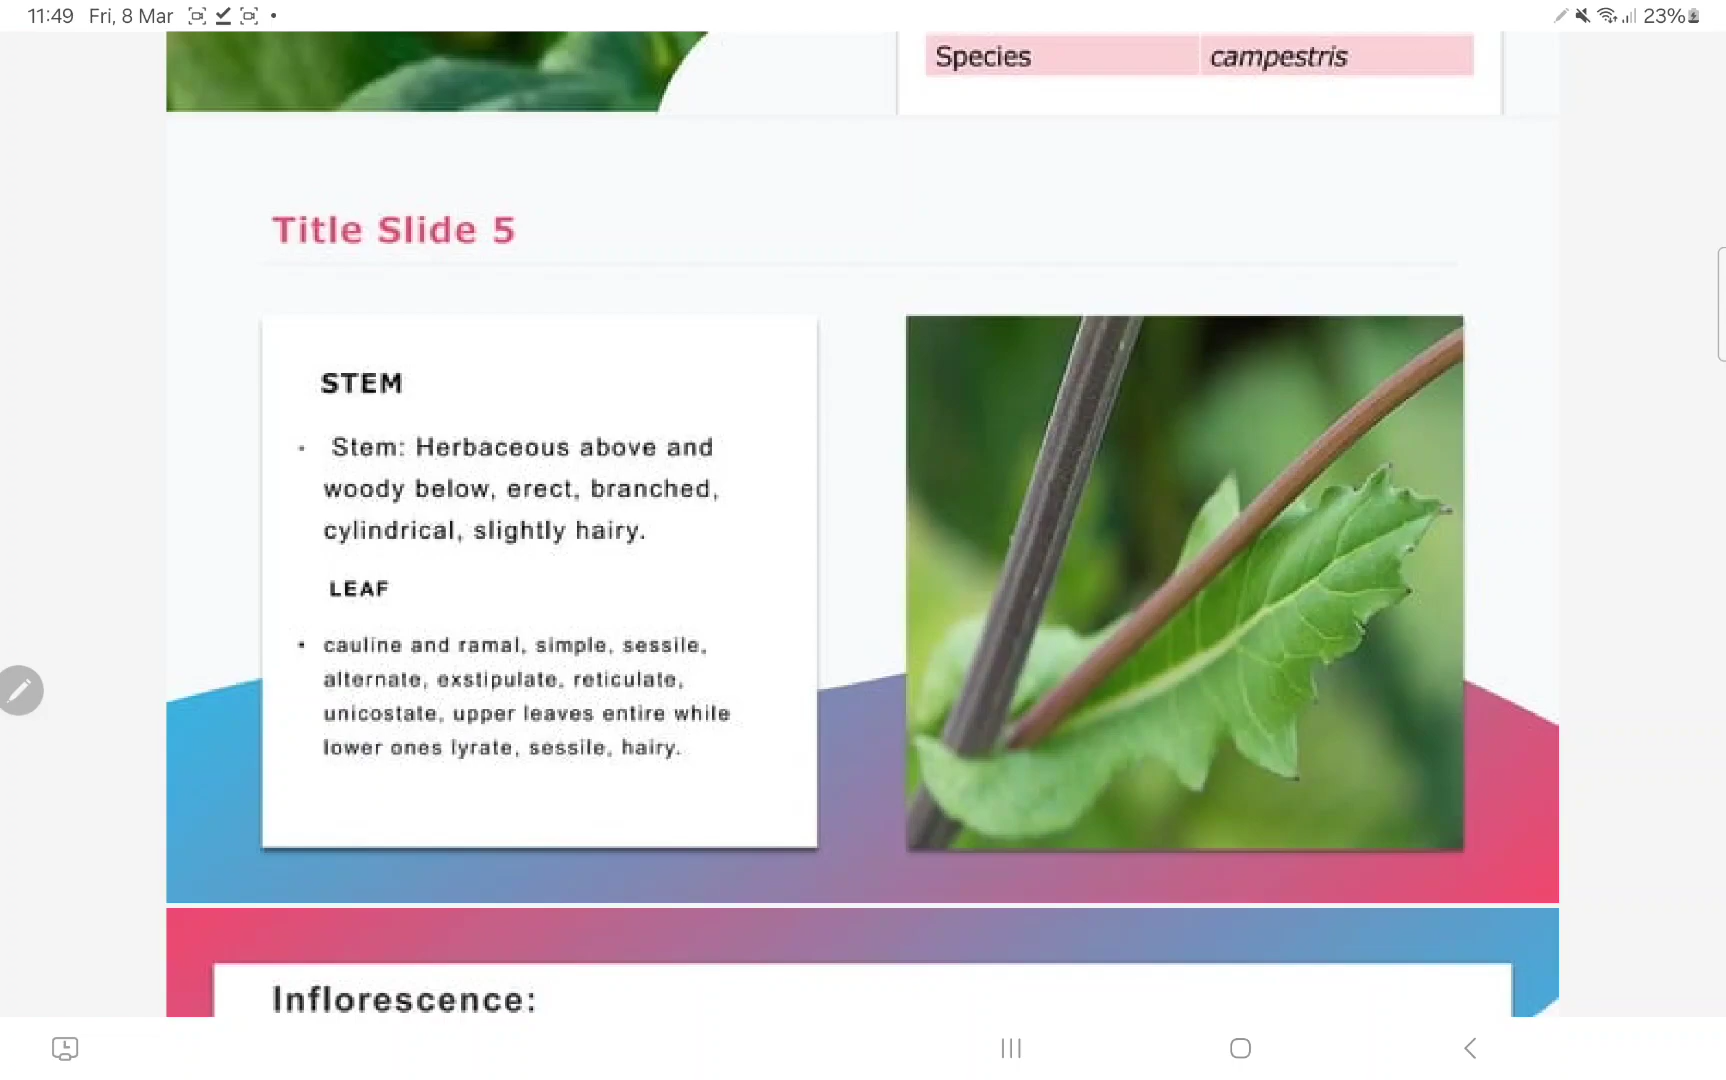 11:49 Fri, 8 Mar
23%
Species campestris
Title Slide 5
STEM
• Stem: Herbaceous above and
woody below, erect, branched,
cylindrical, slightly hairy.
LEAF
• cauline and ramal, simple, sessile,
alternate, exstipulate, reticulate,
unicostate, upper leaves entire while
lower ones lyrate, sessile, hairy.
Inflorescence: